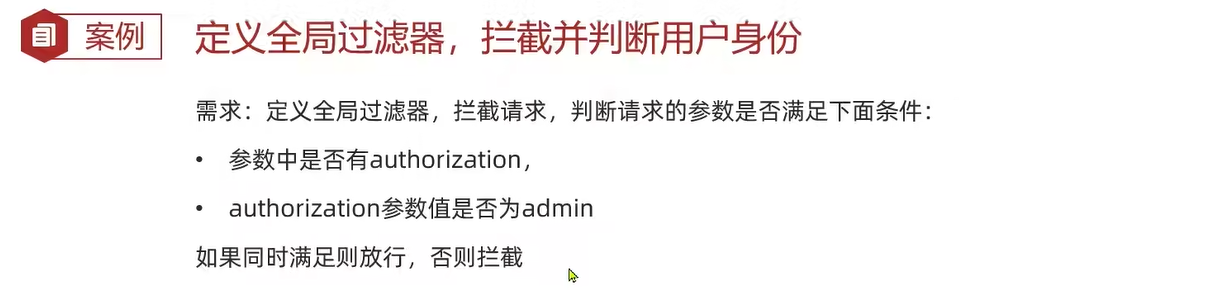 案例 定义全局过滤器，拦截并判断用户身份
需求：定义全局过滤器，拦截请求，判断请求的参数是否满足下面条件：
• 参数中是否有authorization，
• authorization参数值是否为admin
如果同时满足则放行，否则拦截